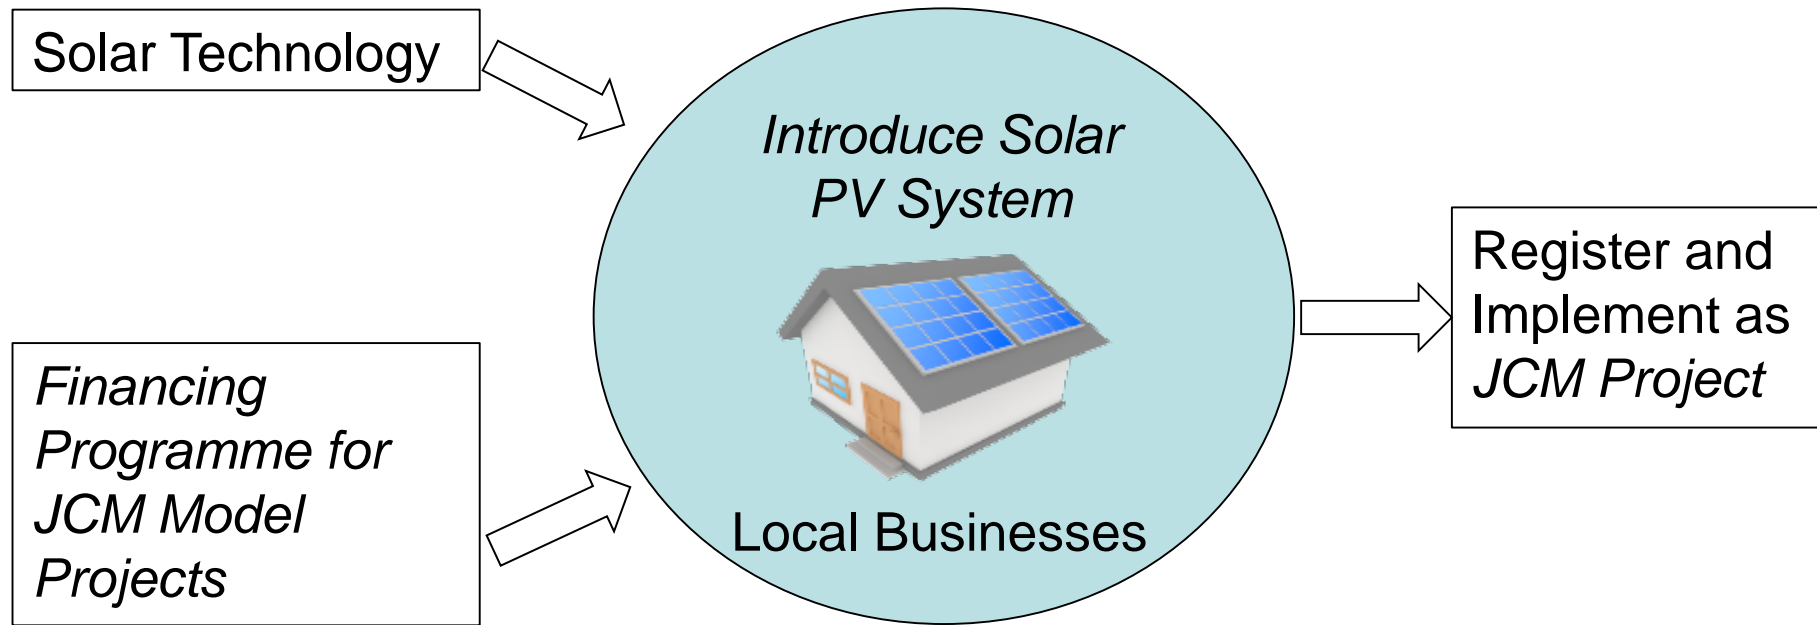 Solar Technology
Financing
Programme for
JCM Model
Projects
Introduce Solar
PV System
Local Businesses
Register and
Implement as
JCM Project